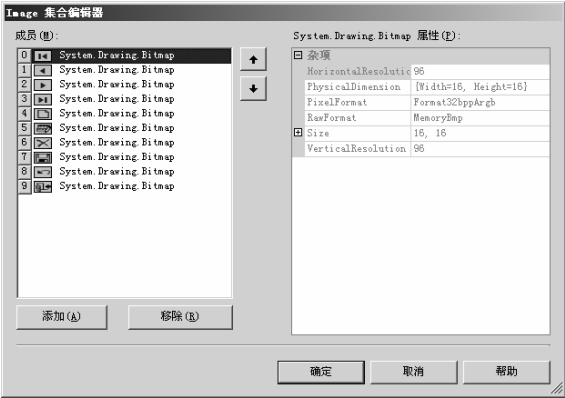 Image 集合编辑器
成员(M):
0 System.Drawing.Bitmap
1 System.Drawing.Bitmap
2 System.Drawing.Bitmap
3 System.Drawing.Bitmap
4 System.Drawing.Bitmap
5 System.Drawing.Bitmap
6 System.Drawing.Bitmap
7 System.Drawing.Bitmap
8 System.Drawing.Bitmap
9 System.Drawing.Bitmap
添加(A)
移除(R)
System.Drawing.Bitmap 属性(P):
杂项
HorizontalResolutic 96
PhysicalDimension {Width=16, Height=16}
PixelFormat Format32bppArgb
RawFormat MemoryBmp
Size 16, 16
VerticalResolution 96
确定
取消
帮助